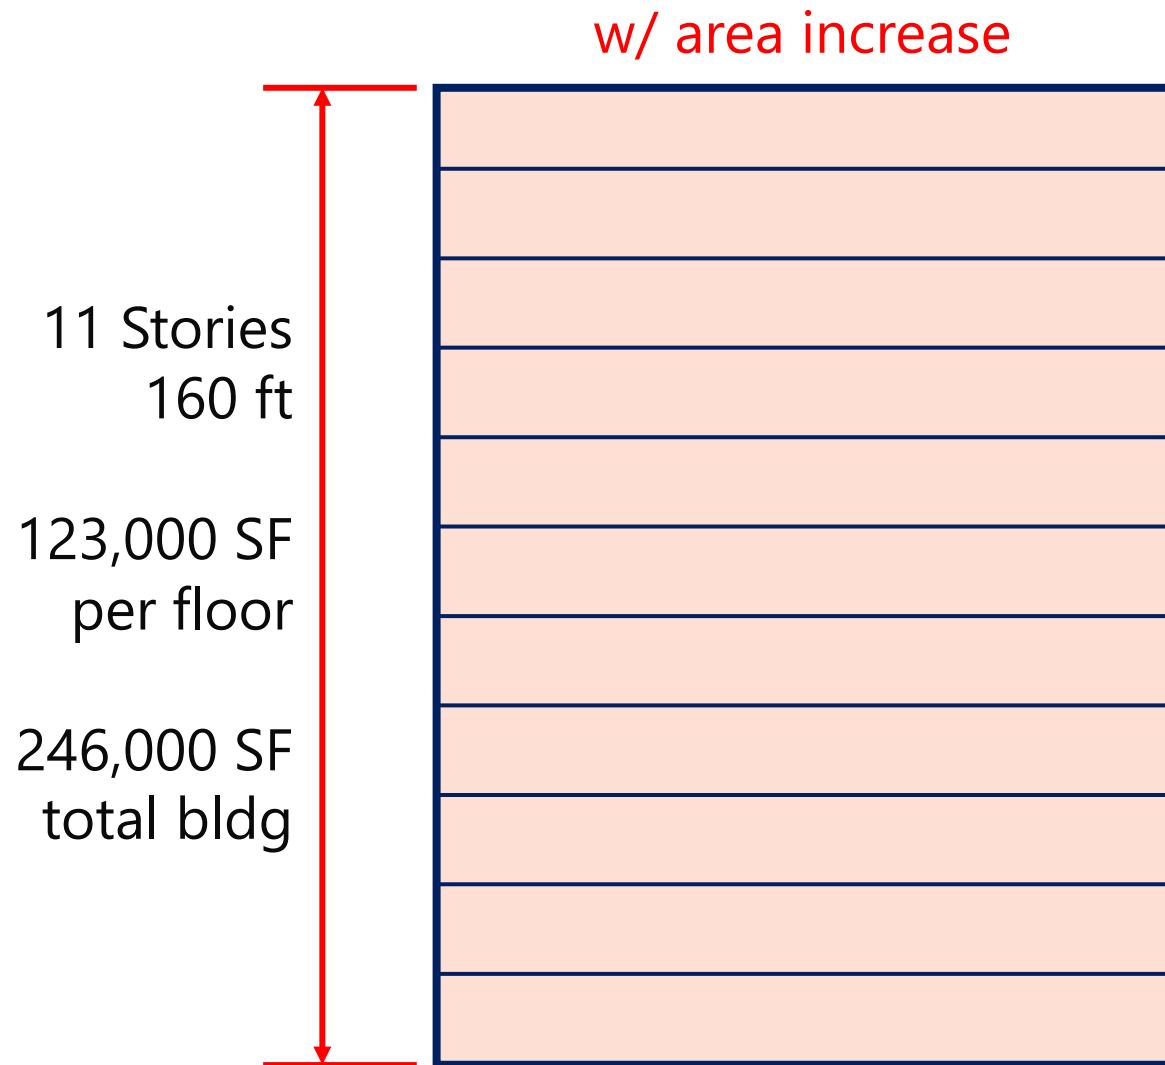 w/ area increase
11 Stories
160 ft
123,000 SF
per floor
246,000 SF
total bldg